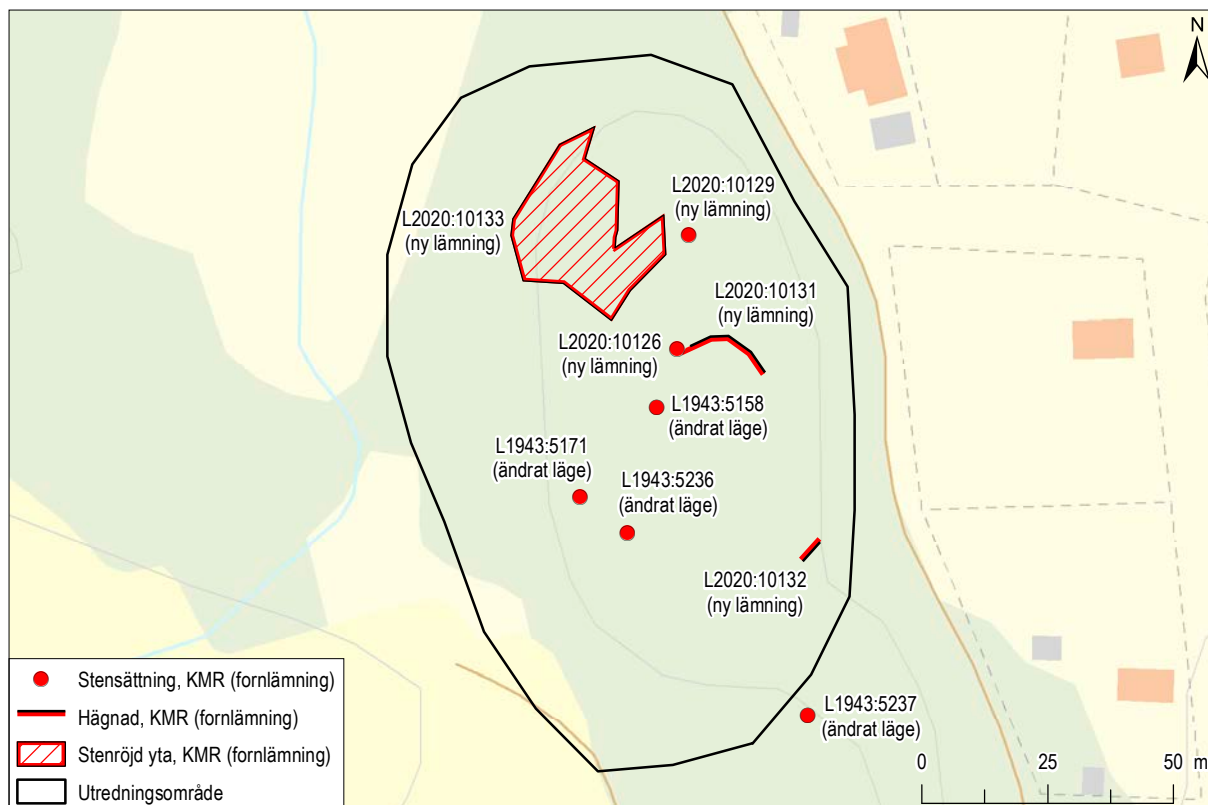 N
L2020:10129
(ny lämning)
L2020:10133
(ny lämning)
L2020:10131
(ny lämning)
L2020:10126
(ny lämning)
L1943:5158
(ändrat läge)
L1943:5171
(ändrat läge)
L1943:5236
(ändrat läge)
L2020:10132
(ny lämning)
L1943:5237
(ändrat läge)
Stensättning, KMR (fornlämning)
Hägnad, KMR (fornlämning)
Stenröjd yta, KMR (fornlämning)
Utredningsområde
0 25 50 m